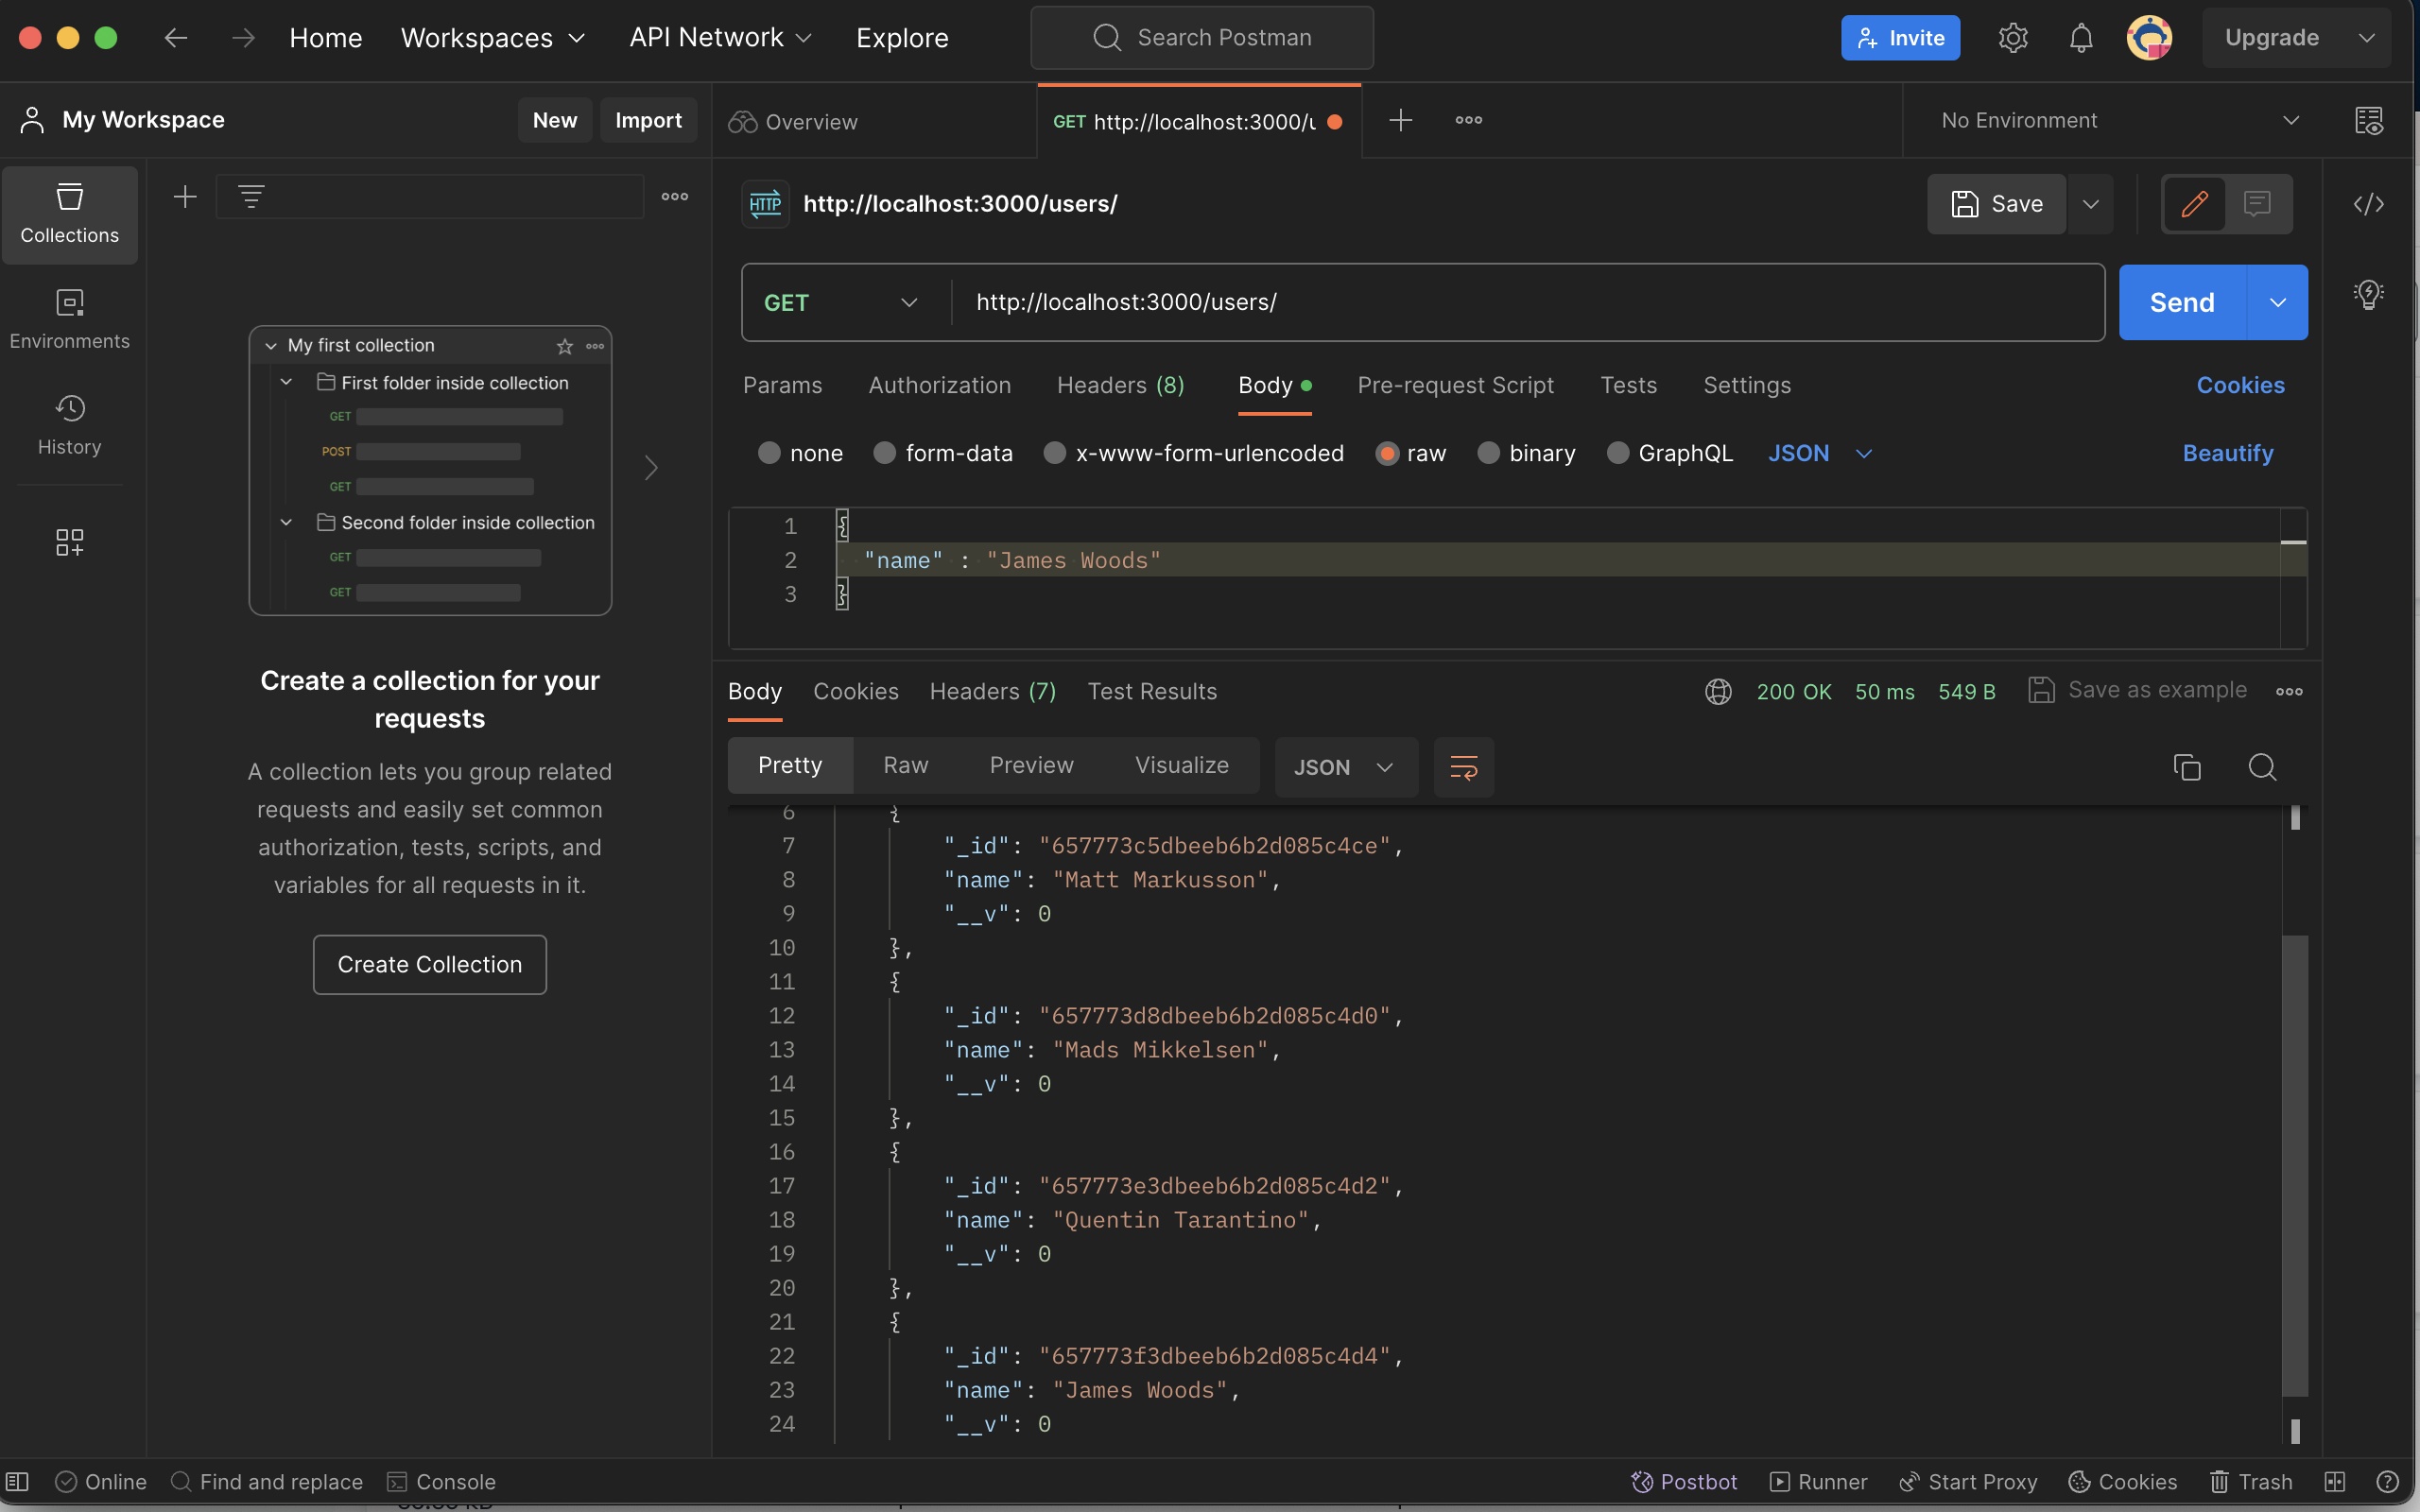 Home Workspaces API Network Explore Search Postman Invite Upgrade
My Workspace New Import Overview GET http://localhost:3000/u No Environment
Collections
Environments
History
My first collection
First folder inside collection
GET
POST
GET
Second folder inside collection
GET
GET
Create a collection for your
requests
A collection lets you group related
requests and easily set common
authorization, tests, scripts, and
variables for all requests in it.
Create Collection
HTTP http://localhost:3000/users/ Save
GET http://localhost:3000/users/ Send
Params Authorization Headers (8) Body Pre-request Script Tests Settings Cookies
none form-data x-www-form-urlencoded raw binary GraphQL JSON Beautify
1 {
2 "name" : "James Woods"
3 }
Body Cookies Headers (7) Test Results 200 OK 50 ms 549 B Save as example
Pretty Raw Preview Visualize JSON
6 {
7 "_id": "657773c5dbeeb6b2d085c4ce",
8 "name": "Matt Markusson",
9 "__v": 0
10 },
11 {
12 "_id": "657773d8dbeeb6b2d085c4d0",
13 "name": "Mads Mikkelsen",
14 "__v": 0
15 },
16 {
17 "_id": "657773e3dbeeb6b2d085c4d2",
18 "name": "Quentin Tarantino",
19 "__v": 0
20 },
21 {
22 "_id": "657773f3dbeeb6b2d085c4d4",
23 "name": "James Woods",
24 "__v": 0
Online Find and replace Console Postbot Runner Start Proxy Cookies Trash